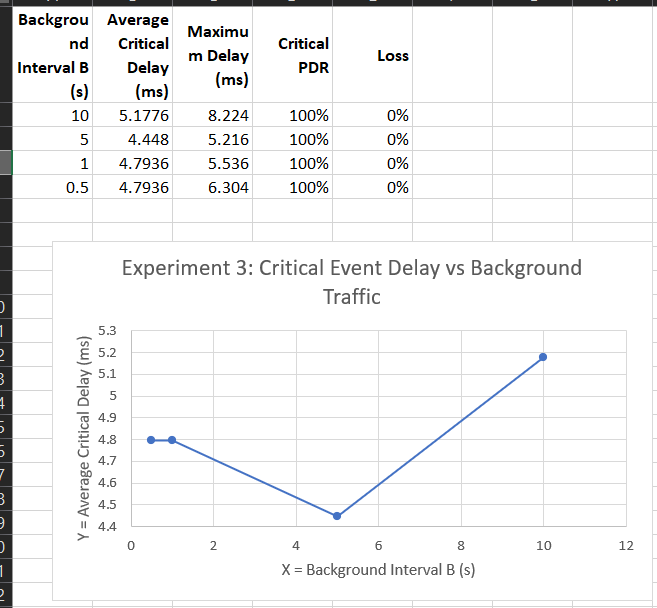 Backgrou
nd
Interval B
(s)
Average
Critical
Delay
(ms)
Maximu
m Delay
(ms)
Critical
PDR
Loss
10 5.1776 8.224 100% 0%
5 4.448 5.216 100% 0%
1 4.7936 5.536 100% 0%
0.5 4.7936 6.304 100% 0%
Experiment 3: Critical Event Delay vs Background
Traffic
Y = Average Critical Delay (ms)
5.3
5.2
5.1
5
4.9
4.8
4.7
4.6
4.5
4.4
0 2 4 6 8 10 12
X = Background Interval B (s)